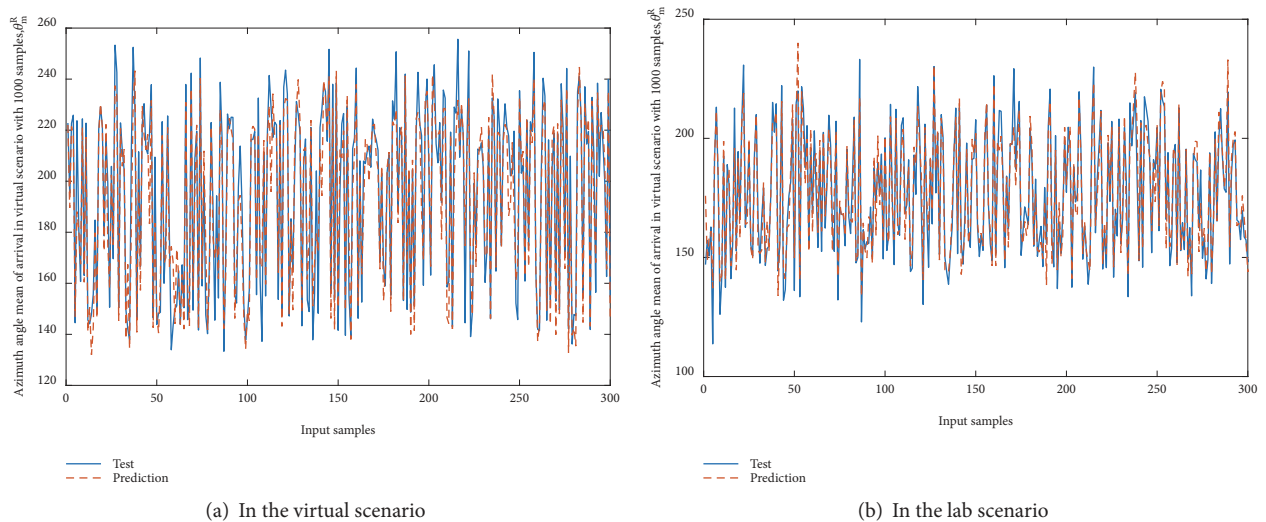 Azimuth angle mean of arrival in virtual scenario with 1000 samples,θ_m^R
260
240
220
200
180
160
140
120
0
50
100
150
200
250
300
Input samples
Test
Prediction
(a) In the virtual scenario
Azimuth angle mean of arrival in virtual scenario with 1000 samples,θ_m^R
250
200
150
100
0
50
100
150
200
250
300
Input samples
Test
Prediction
(b) In the lab scenario